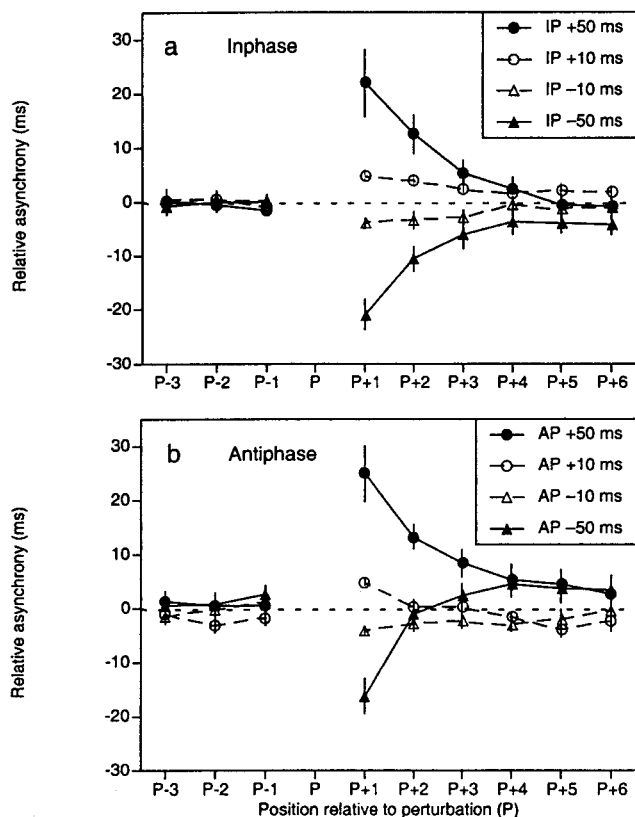 a Inphase
IP +50 ms
IP +10 ms
IP −10 ms
IP −50 ms
Relative asynchrony (ms)
30
20
10
0
-10
-20
-30
P-3 P-2 P-1 P P+1 P+2 P+3 P+4 P+5 P+6
b Antiphase
AP +50 ms
AP +10 ms
AP −10 ms
AP −50 ms
Relative asynchrony (ms)
30
20
10
0
-10
-20
-30
P-3 P-2 P-1 P P+1 P+2 P+3 P+4 P+5 P+6
Position relative to perturbation (P)